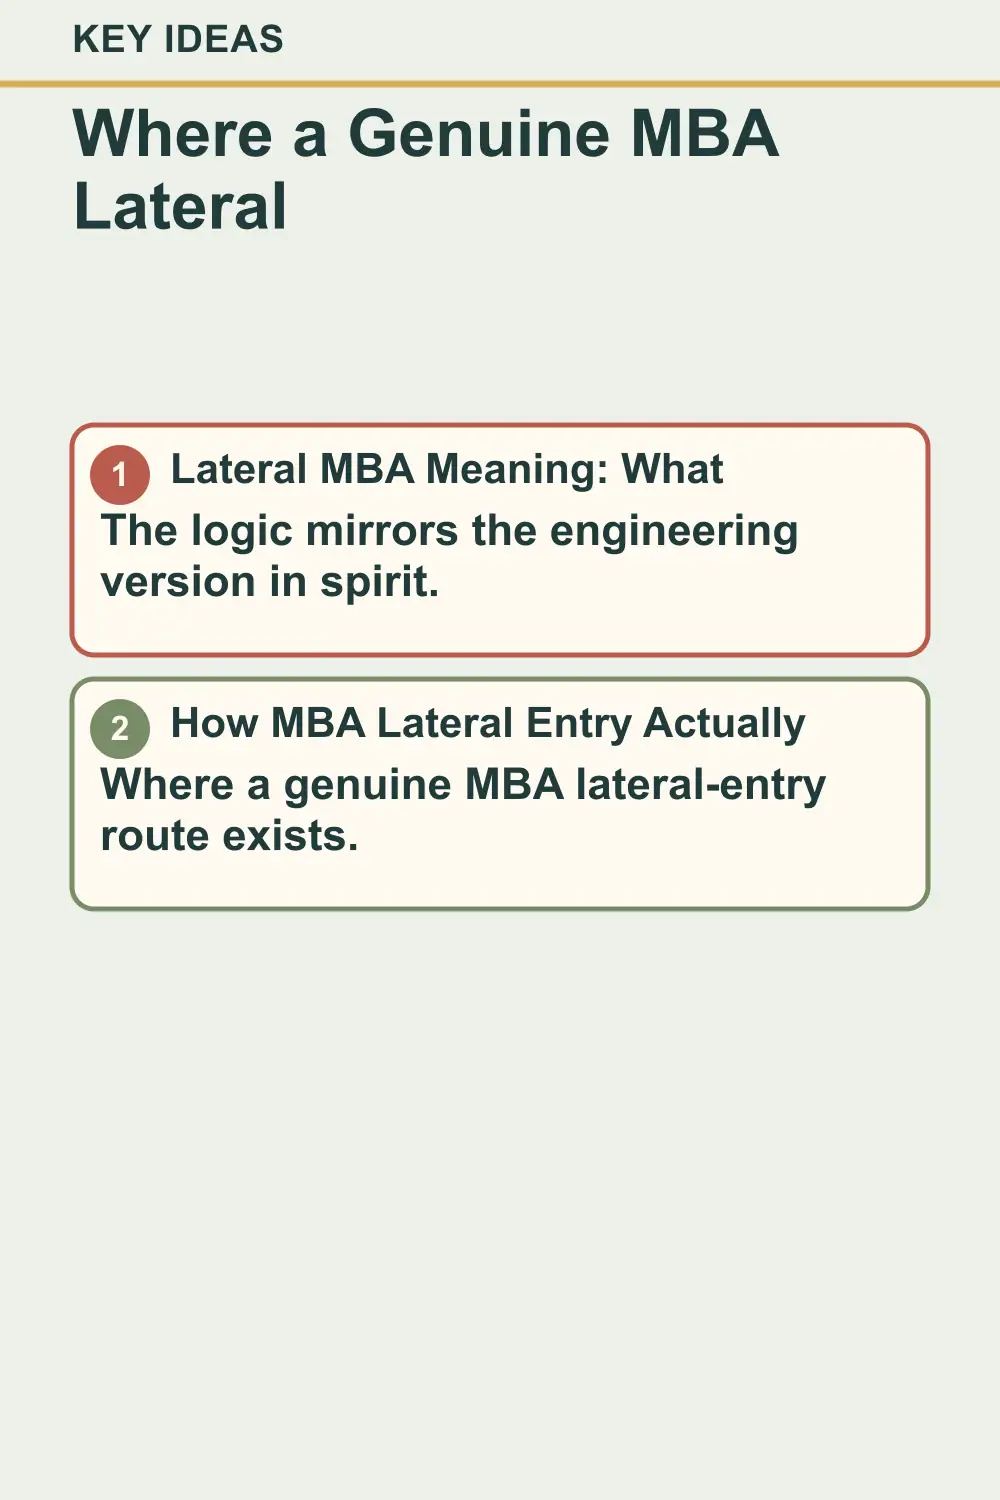 KEY IDEAS
Where a Genuine MBA
Lateral
1 Lateral MBA Meaning: What
The logic mirrors the engineering
version in spirit.
2 How MBA Lateral Entry Actually
Where a genuine MBA lateral-entry
route exists.